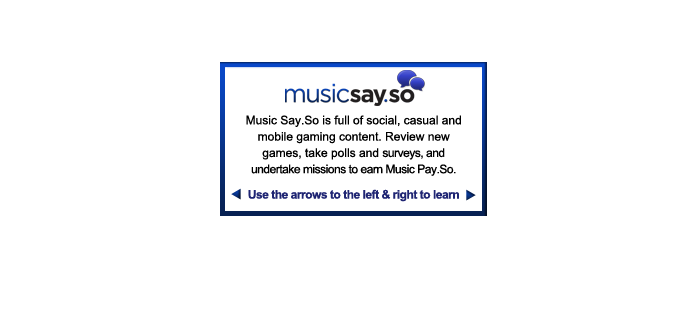 musicsay.so
Music Say.So is full of social, casual and
mobile gaming content. Review new
games, take polls and surveys, and
undertake missions to earn Music Pay.So.
Use the arrows to the left & right to learn